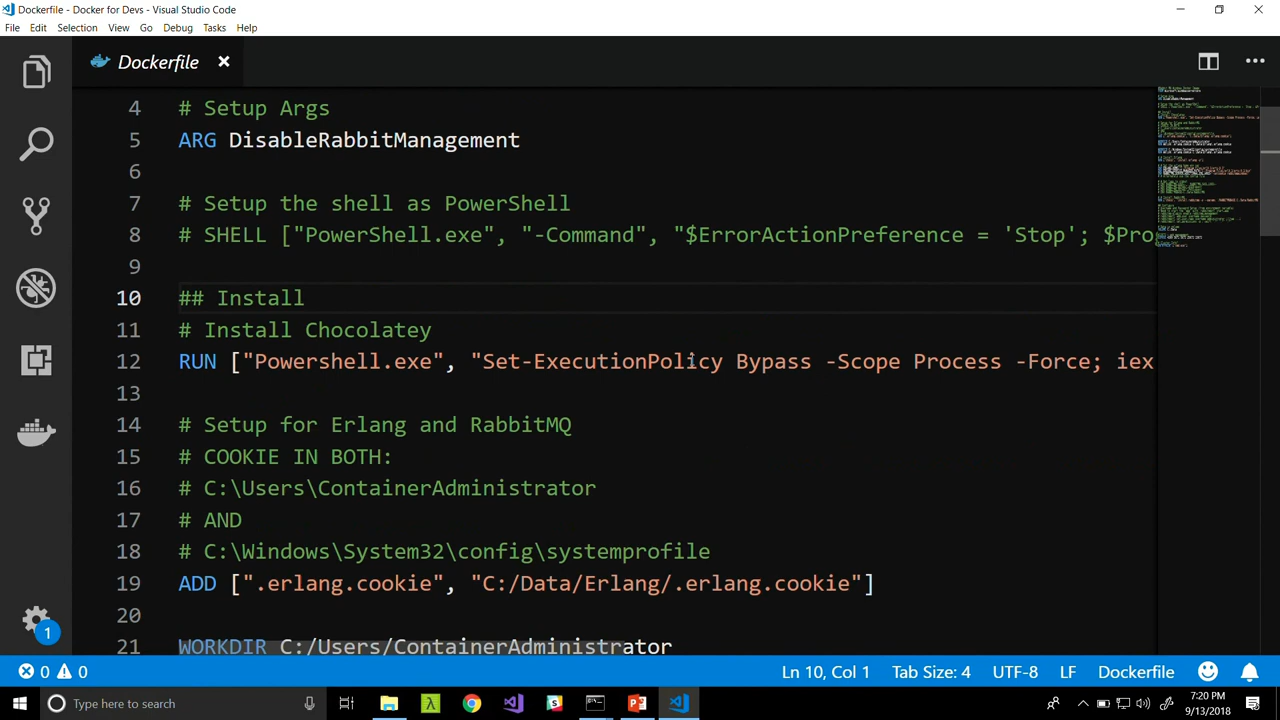 Dockerfile - Docker for Devs - Visual Studio Code
File Edit Selection View Go Debug Tasks Help
Dockerfile
4 # Setup Args
5 ARG DisableRabbitManagement
6
7 # Setup the shell as PowerShell
8 # SHELL ["PowerShell.exe", "-Command", "$ErrorActionPreference = 'Stop'; $Pro
9
10 ## Install
11 # Install Chocolatey
12 RUN ["Powershell.exe", "Set-ExecutionPolicy Bypass -Scope Process -Force; iex
13
14 # Setup for Erlang and RabbitMQ
15 # COOKIE IN BOTH:
16 # C:\Users\ContainerAdministrator
17 # AND
18 # C:\Windows\System32\config\systemprofile
19 ADD [".erlang.cookie", "C:/Data/Erlang/.erlang.cookie"]
20
21 WORKDIR C:/Users/ContainerAdministrator
1
0 0 Ln 10, Col 1 Tab Size: 4 UTF-8 LF Dockerfile
Type here to search
7:20 PM
9/13/2018